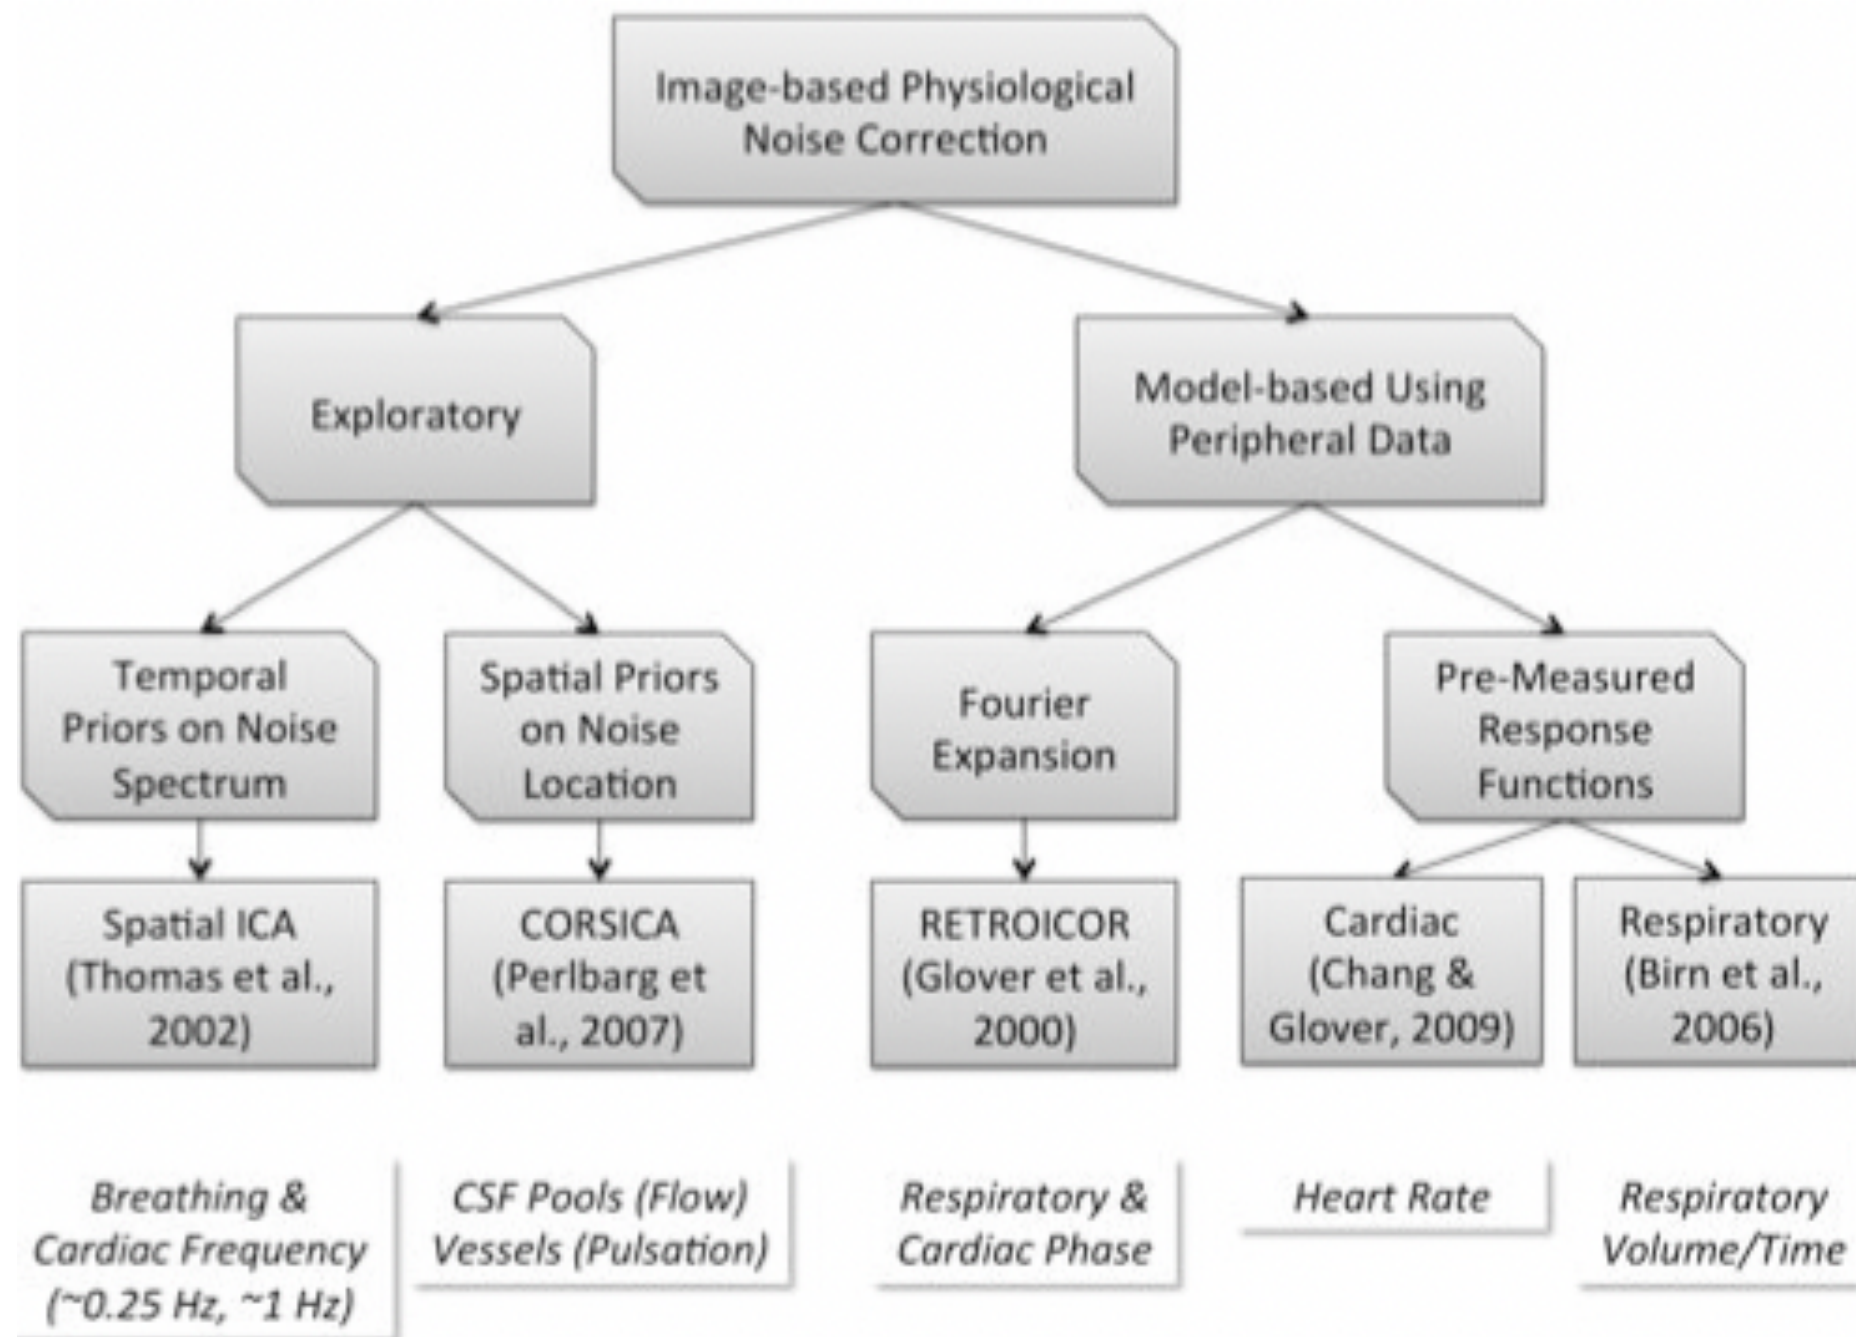 Image-based Physiological
Noise Correction
Exploratory
Model-based Using
Peripheral Data
Temporal
Priors on Noise
Spectrum
Spatial Priors
on Noise
Location
Fourier
Expansion
Pre-Measured
Response
Functions
Spatial ICA
(Thomas et al.,
2002)
CORSICA
(Perlbarg et
al., 2007)
RETROICOR
(Glover et al.,
2000)
Cardiac
(Chang &
Glover, 2009)
Respiratory
(Birn et al.,
2006)
Breathing &
Cardiac Frequency
(~0.25 Hz, ~1 Hz)
CSF Pools (Flow)
Vessels (Pulsation)
Respiratory &
Cardiac Phase
Heart Rate
Respiratory
Volume/Time